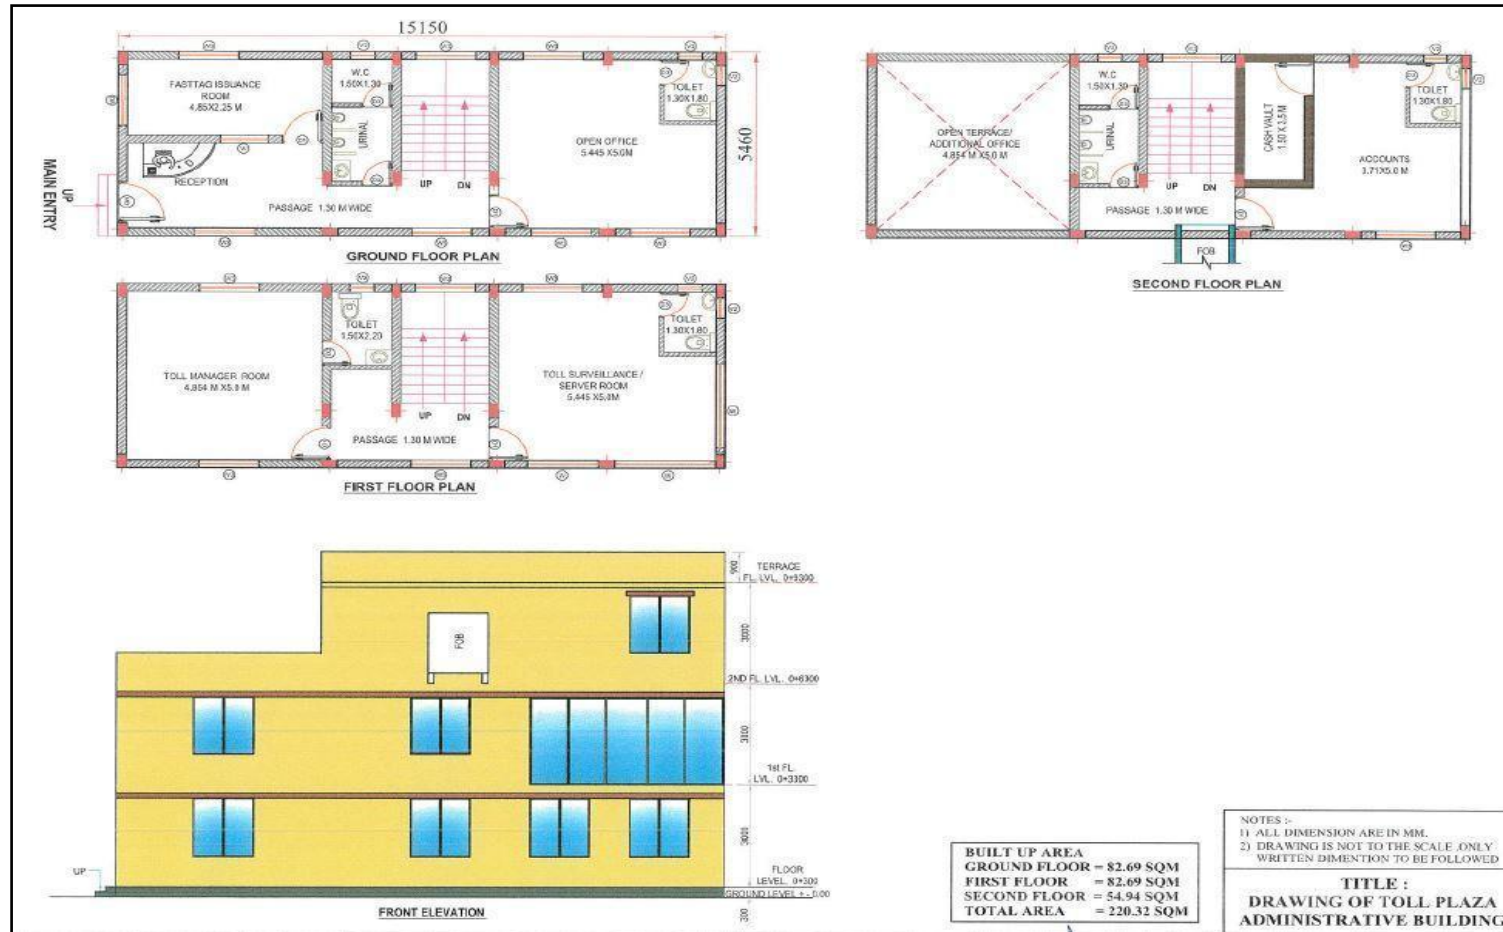 15150
FASTTAG ISSUANCE
ROOM
4.85X2.25 M
W.C
1.50X1.30
URINAL
UP
DN
OPEN OFFICE
5.445 X5.0M
TOILET
1.30X1.80
5460
RECEPTION
UP
MAIN ENTRY
PASSAGE 1.30 M WIDE
GROUND FLOOR PLAN
OPEN TERRACE/
ADDITIONAL OFFICE
4.854 M X5.0 M
W.C
1.50X1.30
URINAL
UP
DN
CASH VAULT
1.50 X 3.5 M
TOILET
1.30X1.80
ACCOUNTS
3.71X5.0 M
PASSAGE 1.30 M WIDE
FOB
SECOND FLOOR PLAN
TOLL MANAGER ROOM
4.854 M X5.0 M
TOILET
1.50X2.20
UP
DN
TOLL SURVEILLANCE /
SERVER ROOM
5.445 X5.0M
TOILET
1.30X1.80
PASSAGE 1.30 M WIDE
FIRST FLOOR PLAN
FOB
900
TERRACE
FL. LVL. 0+9300
3000
2ND FL. LVL. 0+6300
1st FL.
LVL. 0+3300
3000
FLOOR
LEVEL. 0+300
GROUND LEVEL + - 0.00
300
UP
FRONT ELEVATION
BUILT UP AREA
GROUND FLOOR = 82.69 SQM
FIRST FLOOR = 82.69 SQM
SECOND FLOOR = 54.94 SQM
TOTAL AREA = 220.32 SQM
NOTES :-
1) ALL DIMENSION ARE IN MM.
2) DRAWING IS NOT TO THE SCALE ,ONLY
WRITTEN DIMENTION TO BE FOLLOWED
TITLE :
DRAWING OF TOLL PLAZA
ADMINISTRATIVE BUILDING